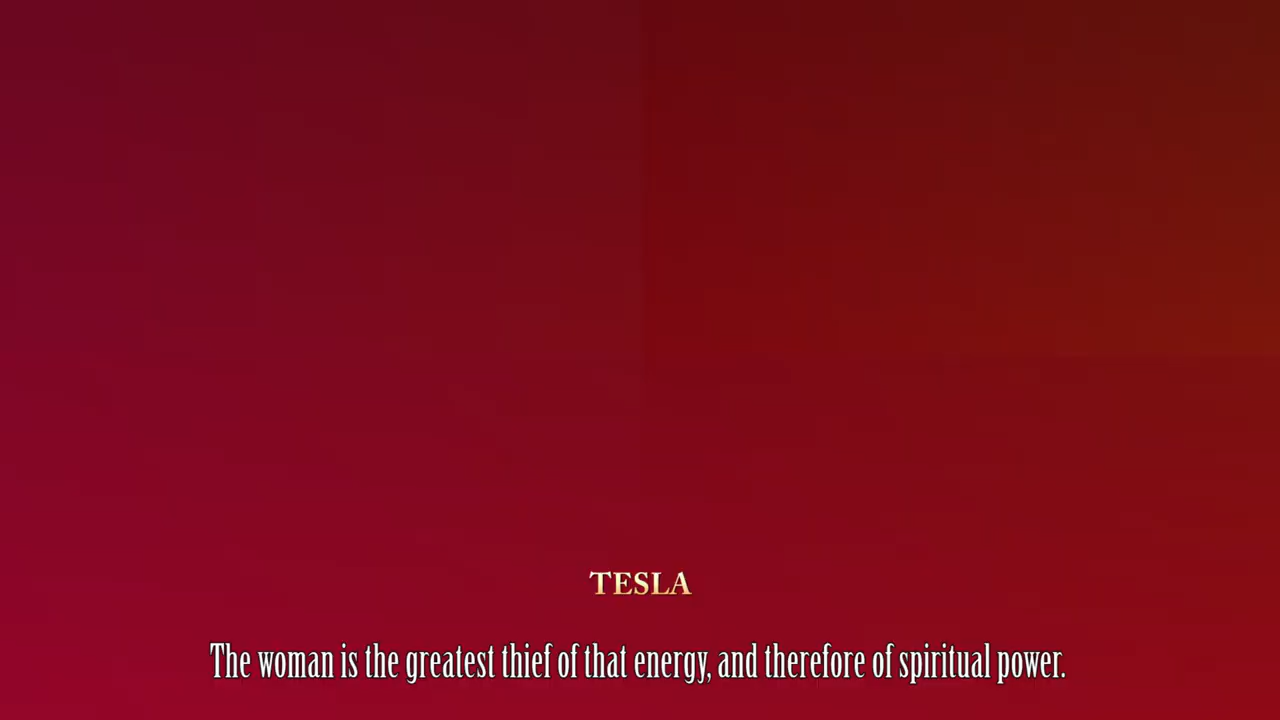 TESLA
The woman is the greatest thief of that energy, and therefore of spiritual power.